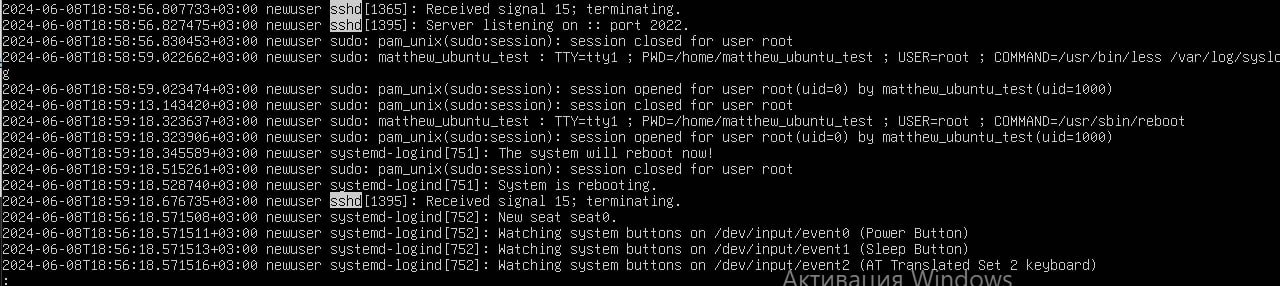 2024-06-08T18:58:56.807733+03:00 newuser sshd[1365]: Received signal 15; terminating.
2024-06-08T18:58:56.827475+03:00 newuser sshd[1395]: Server listening on :: port 2022.
2024-06-08T18:58:56.830453+03:00 newuser sudo: pam_unix(sudo:session): session closed for user root
2024-06-08T18:58:59.022662+03:00 newuser sudo: matthew_ubuntu_test : TTY=tty1 ; PWD=/home/matthew_ubuntu_test ; USER=root ; COMMAND=/usr/bin/less /var/log/syslo
g
2024-06-08T18:58:59.023474+03:00 newuser sudo: pam_unix(sudo:session): session opened for user root(uid=0) by matthew_ubuntu_test(uid=1000)
2024-06-08T18:59:13.143420+03:00 newuser sudo: pam_unix(sudo:session): session closed for user root
2024-06-08T18:59:18.323637+03:00 newuser sudo: matthew_ubuntu_test : TTY=tty1 ; PWD=/home/matthew_ubuntu_test ; USER=root ; COMMAND=/usr/sbin/reboot
2024-06-08T18:59:18.323906+03:00 newuser sudo: pam_unix(sudo:session): session opened for user root(uid=0) by matthew_ubuntu_test(uid=1000)
2024-06-08T18:59:18.345589+03:00 newuser systemd-logind[751]: The system will reboot now!
2024-06-08T18:59:18.515261+03:00 newuser sudo: pam_unix(sudo:session): session closed for user root
2024-06-08T18:59:18.528740+03:00 newuser systemd-logind[751]: System is rebooting.
2024-06-08T18:59:18.676735+03:00 newuser sshd[1395]: Received signal 15; terminating.
2024-06-08T18:56:18.571508+03:00 newuser systemd-logind[752]: New seat seat0.
2024-06-08T18:56:18.571511+03:00 newuser systemd-logind[752]: Watching system buttons on /dev/input/event0 (Power Button)
2024-06-08T18:56:18.571513+03:00 newuser systemd-logind[752]: Watching system buttons on /dev/input/event1 (Sleep Button)
2024-06-08T18:56:18.571516+03:00 newuser systemd-logind[752]: Watching system buttons on /dev/input/event2 (AT Translated Set 2 keyboard)
:
Активация Windows